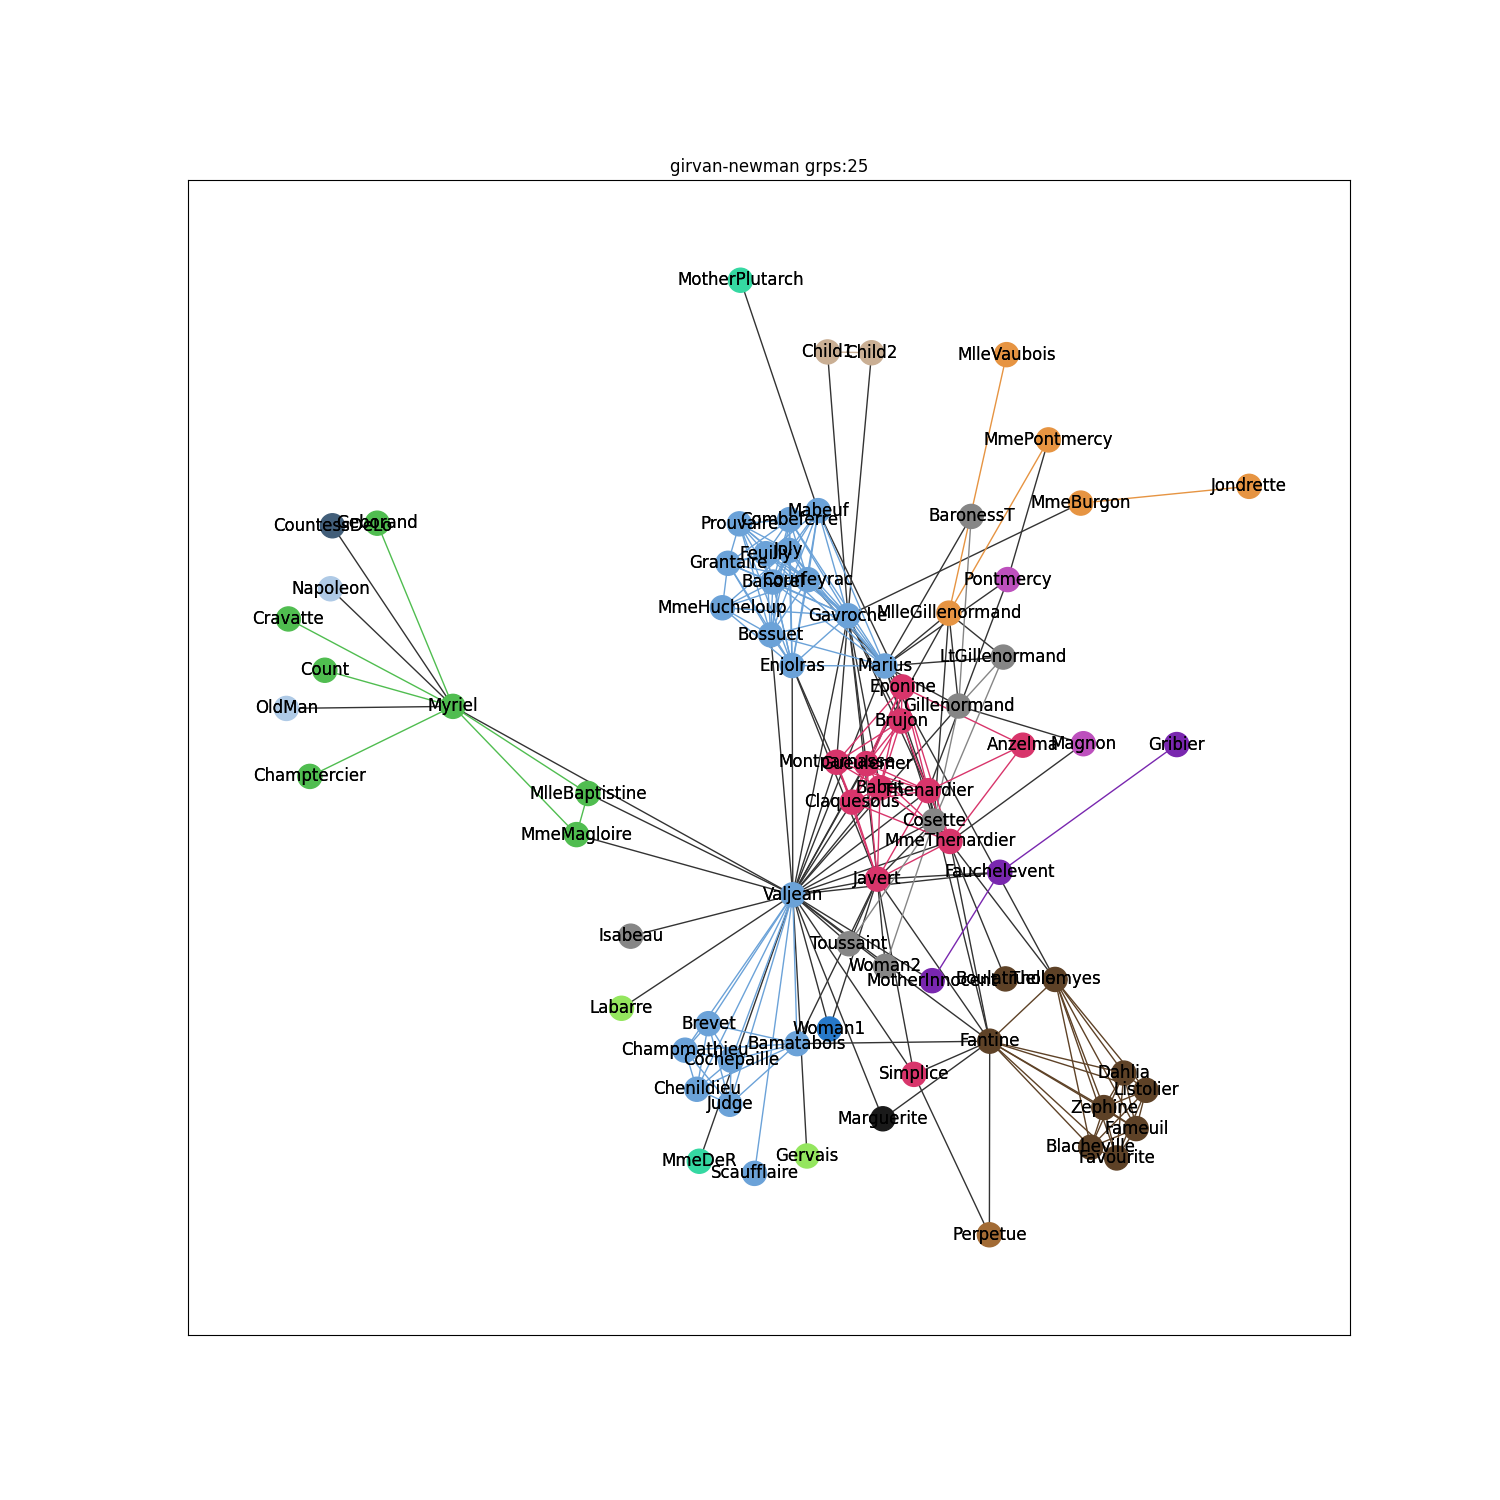 girvan-newman grps:25
MotherPlutarch
Child1
Child2
MlleVaubois
MmePontmercy
Jondrette
MmeBurgon
Mabeuf
BaronessT
Combeferre
Prouvaire
CountessDeLo
Geborand
Joly
Feuilly
Grantaire
Bahorel
Courfeyrac
Pontmercy
Napoleon
MmeHucheloup
Gavroche
MlleGillenormand
Cravatte
Bossuet
LtGillenormand
Enjolras
Marius
Count
Eponine
Gillenormand
Myriel
OldMan
Brujon
Anzelma
Magnon
Gribier
Montparnasse
Gueulemer
Champtercier
Babet
Thenardier
MlleBaptistine
Claquesous
Cosette
MmeMagloire
MmeThenardier
Fauchelevent
Javert
Valjean
Isabeau
Toussaint
Woman2
MotherInnocent
Boulatruelle
Tholomyes
Labarre
Brevet
Woman1
Champmathieu
Bamatabois
Fantine
Cochepaille
Simplice
Dahlia
Chenildieu
Listolier
Judge
Zephine
Marguerite
Fameuil
Blacheville
Gervais
Favourite
MmeDeR
Scaufflaire
Perpetue